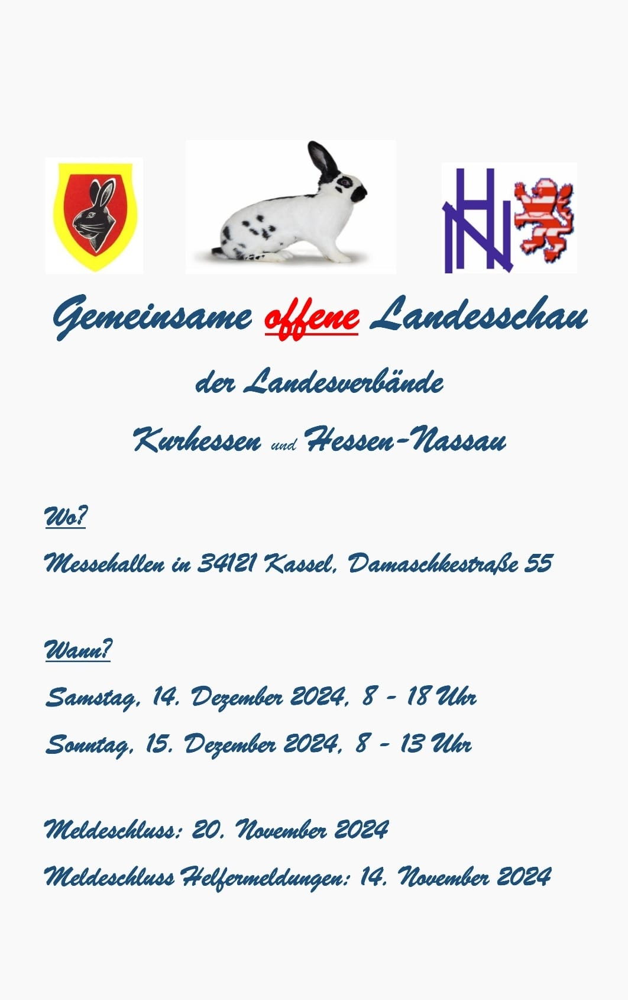 HN
Gemeinsame offene Landesschau
der Landesverbände
Kurhessen und Hessen-Nassau
Wo?
Messehallen in 34121 Kassel, Damaschkestraße 55
Wann?
Samstag, 14. Dezember 2024, 8 - 18 Uhr
Sonntag, 15. Dezember 2024, 8 - 13 Uhr
Meldeschluss: 20. November 2024
Meldeschluss Helfermeldungen: 14. November 2024